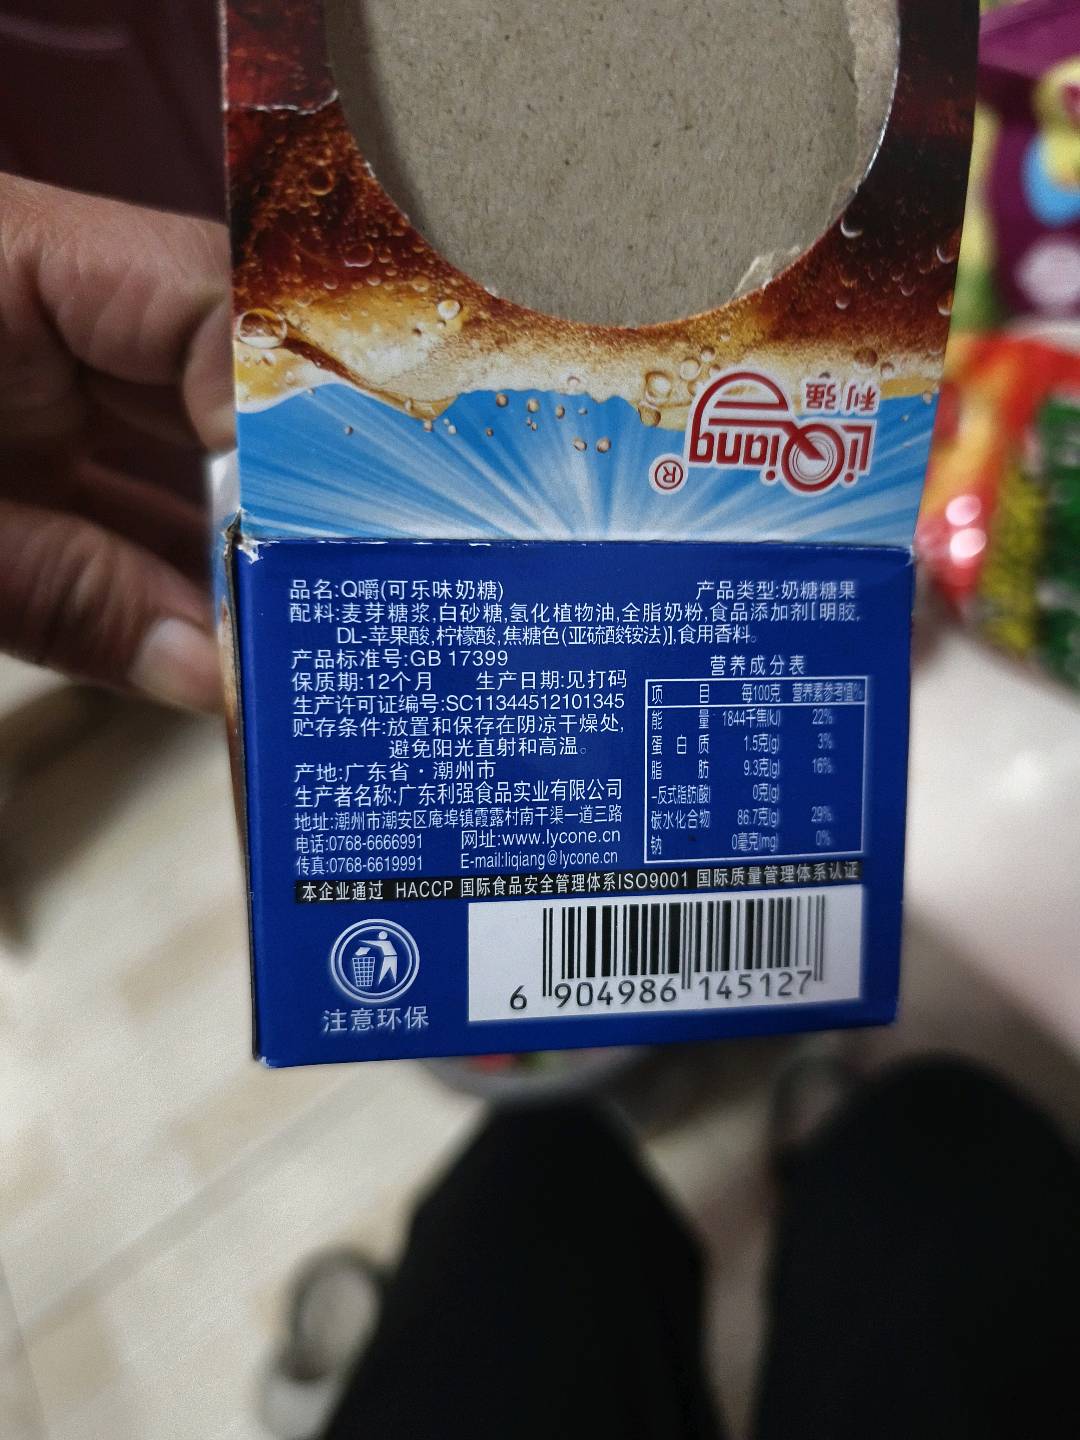 利强
LiQiang®
品名:Q嚼(可乐味奶糖) 产品类型:奶糖糖果
配料:麦芽糖浆,白砂糖,氢化植物油,全脂奶粉,食品添加剂[明胶,
DL-苹果酸,柠檬酸,焦糖色(亚硫酸铵法)],食用香料。
产品标准号:GB 17399
保质期:12个月 生产日期:见打码
生产许可证编号:SC11344512101345
贮存条件:放置和保存在阴凉干燥处,
避免阳光直射和高温。
产地:广东省·潮州市
生产者名称:广东利强食品实业有限公司
地址:潮州市潮安区庵埠镇霞露村南干渠一道三路
电话:0768-6666991 网址:www.lycone.cn
传真:0768-6619991 E-mail:liqiang@lycone.cn
营养成分表
项目 每100克 营养素参考值%
能量 1844千焦(kJ) 22%
蛋白质 1.5克(g) 3%
脂肪 9.3克(g) 16%
-反式脂肪(酸) 0克(g)
碳水化合物 86.7克(g) 29%
钠 0毫克(mg) 0%
本企业通过 HACCP 国际食品安全管理体系ISO9001 国际质量管理体系认证
注意环保
6 904986 145127